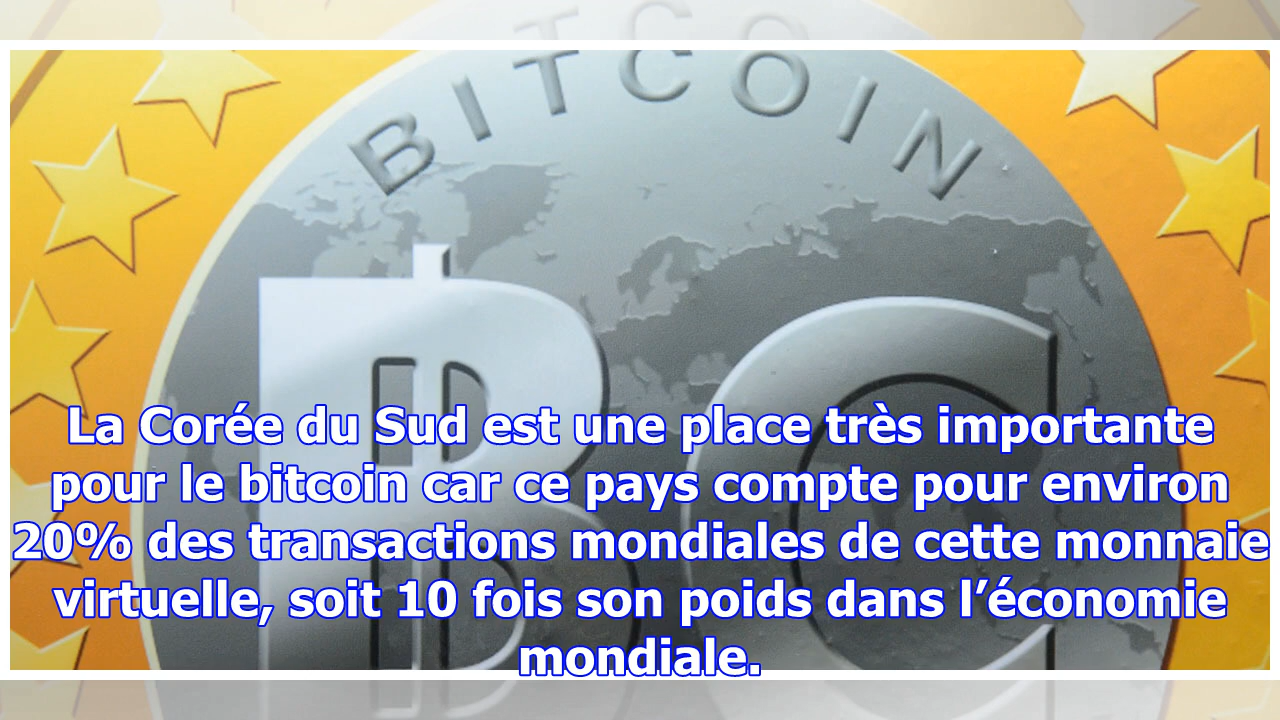 BITCOIN
BC
La Corée du Sud est une place très importante
pour le bitcoin car ce pays compte pour environ
20% des transactions mondiales de cette monnaie
virtuelle, soit 10 fois son poids dans l’économie
mondiale.